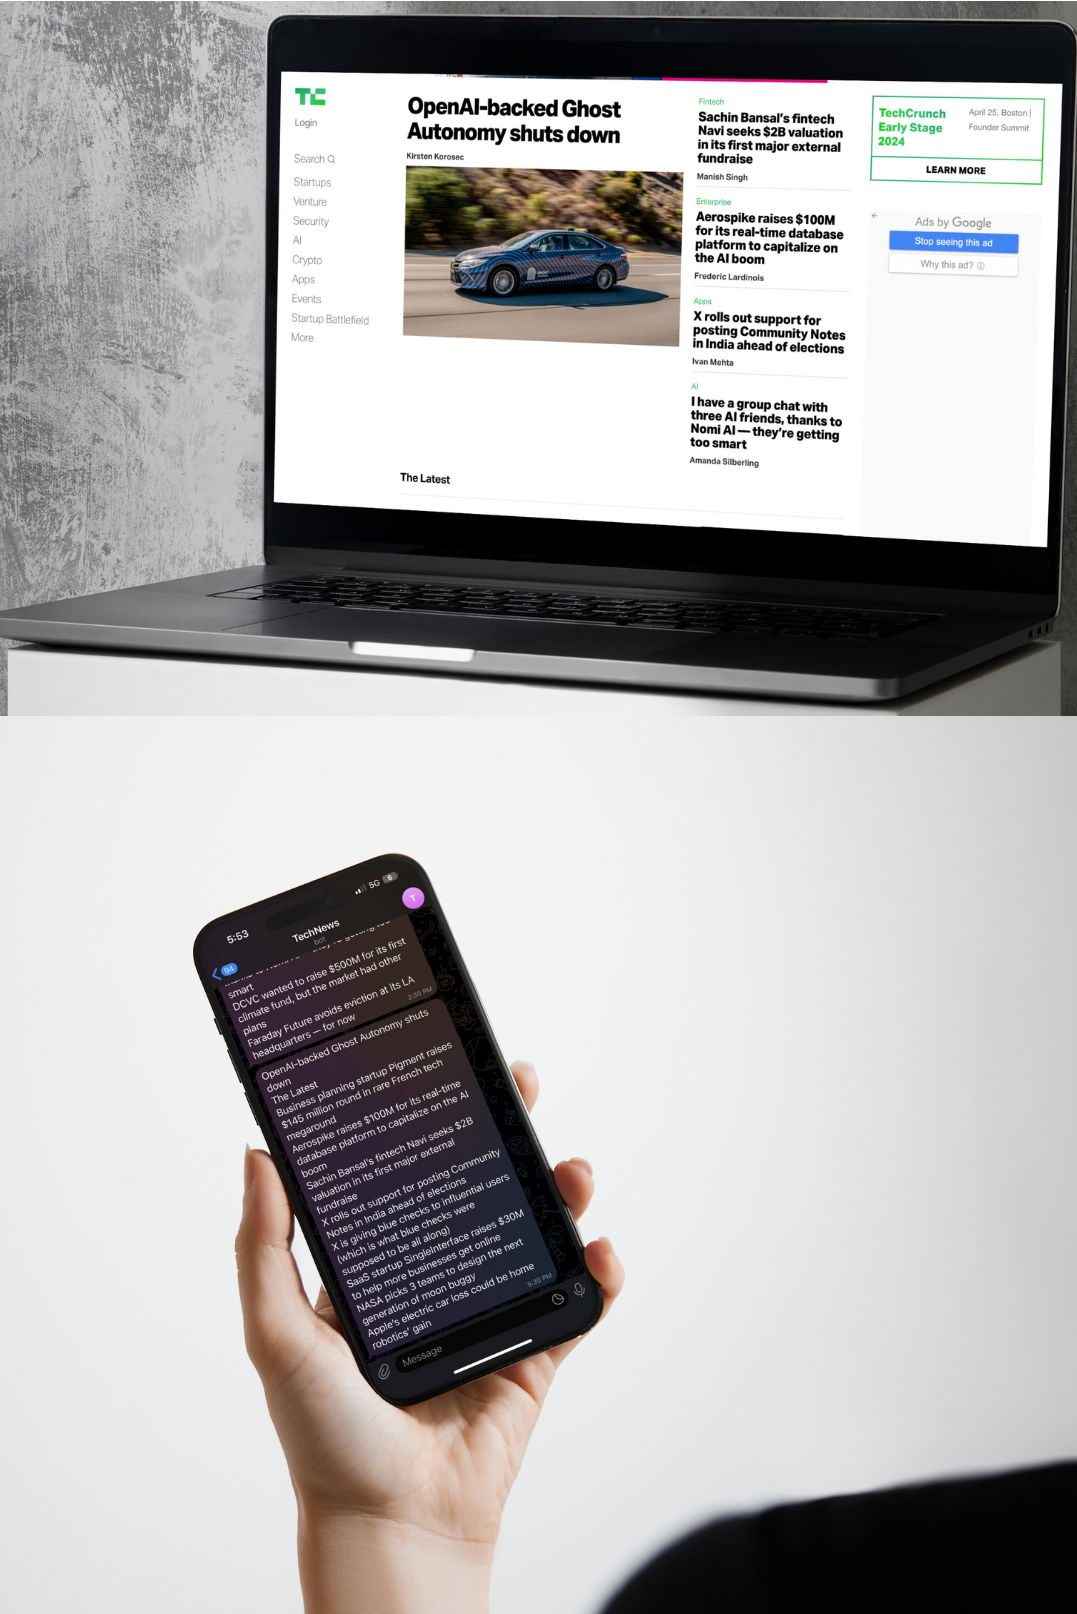 TC
Login
Search
Startups
Venture
Security
AI
Crypto
Apps
Events
Startup Battlefield
More
OpenAI-backed Ghost
Autonomy shuts down
Kirsten Korosec
The Latest
Fintech
Sachin Bansal's fintech
Navi seeks $2B valuation
in its first major external
fundraise
Manish Singh
Enterprise
Aerospike raises $100M
for its real-time database
platform to capitalize on
the AI boom
Frederic Lardinois
Apps
X rolls out support for
posting Community Notes
in India ahead of elections
Ivan Mehta
AI
I have a group chat with
three AI friends, thanks to
Nomi AI — they're getting
too smart
Amanda Silberling
TechCrunch
Early Stage
2024
April 25, Boston |
Founder Summit
LEARN MORE
Ads by Google
Stop seeing this ad
Why this ad?
5:53
5G
6
94
TechNews
bot
T
smart
DCVC wanted to raise $500M for its first
climate fund, but the market had other
plans
Faraday Future avoids eviction at its LA
headquarters — for now
2:30 PM
OpenAI-backed Ghost Autonomy shuts
down
The Latest
Business planning startup Pigment raises
$145 million round in rare French tech
megaround
Aerospike raises $100M for its real-time
database platform to capitalize on the AI
boom
Sachin Bansal's fintech Navi seeks $2B
valuation in its first major external
fundraise
X rolls out support for posting Community
Notes in India ahead of elections
X is giving blue checks to influential users
(which is what blue checks were
supposed to be all along)
SaaS startup SingleInterface raises $30M
to help more businesses get online
NASA picks 3 teams to design the next
generation of moon buggy
Apple's electric car loss could be home
robotics' gain
5:30 PM
Message